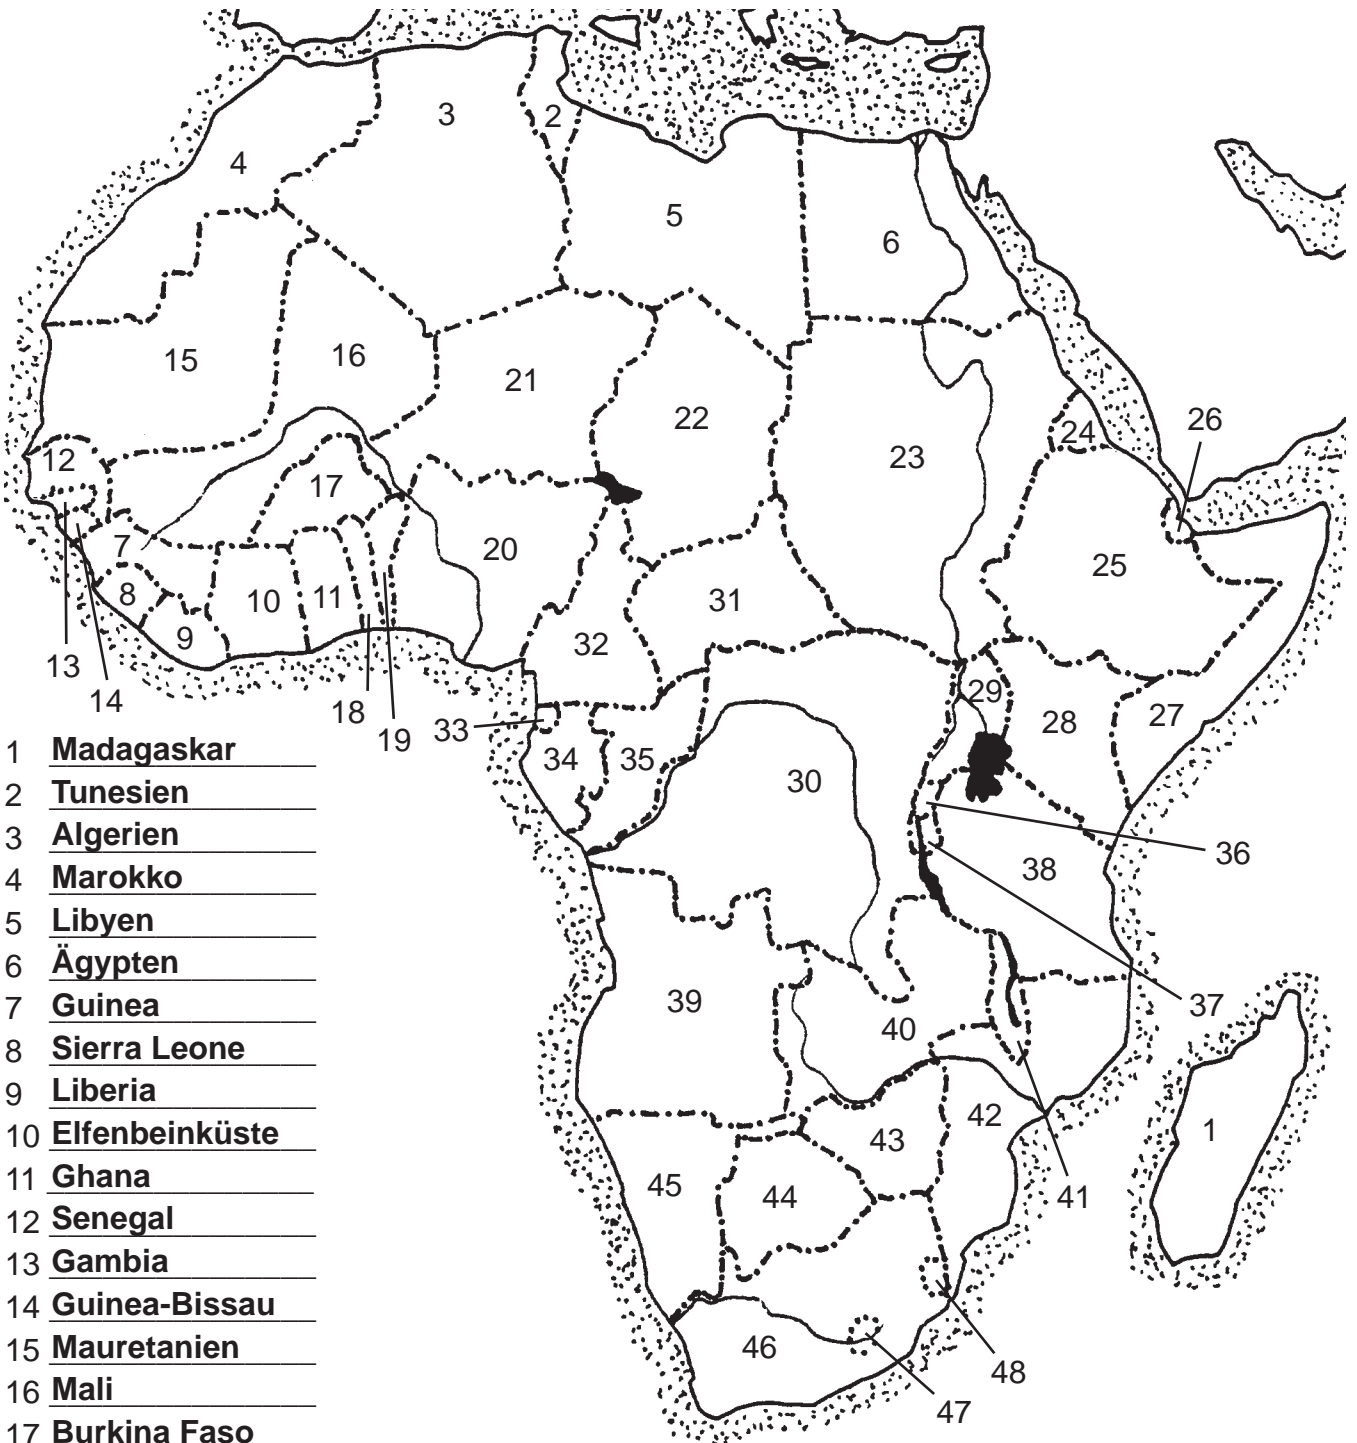 3
2
4
5
6
15
16
21
22
26
24
12
23
17
7
20
25
8
10
11
31
9
32
13
29
14
18
28
27
19
33
34
35
30
36
38
37
39
40
42
1
43
45
44
41
46
48
47
1 Madagaskar
2 Tunesien
3 Algerien
4 Marokko
5 Libyen
6 Ägypten
7 Guinea
8 Sierra Leone
9 Liberia
10 Elfenbeinküste
11 Ghana
12 Senegal
13 Gambia
14 Guinea-Bissau
15 Mauretanien
16 Mali
17 Burkina Faso